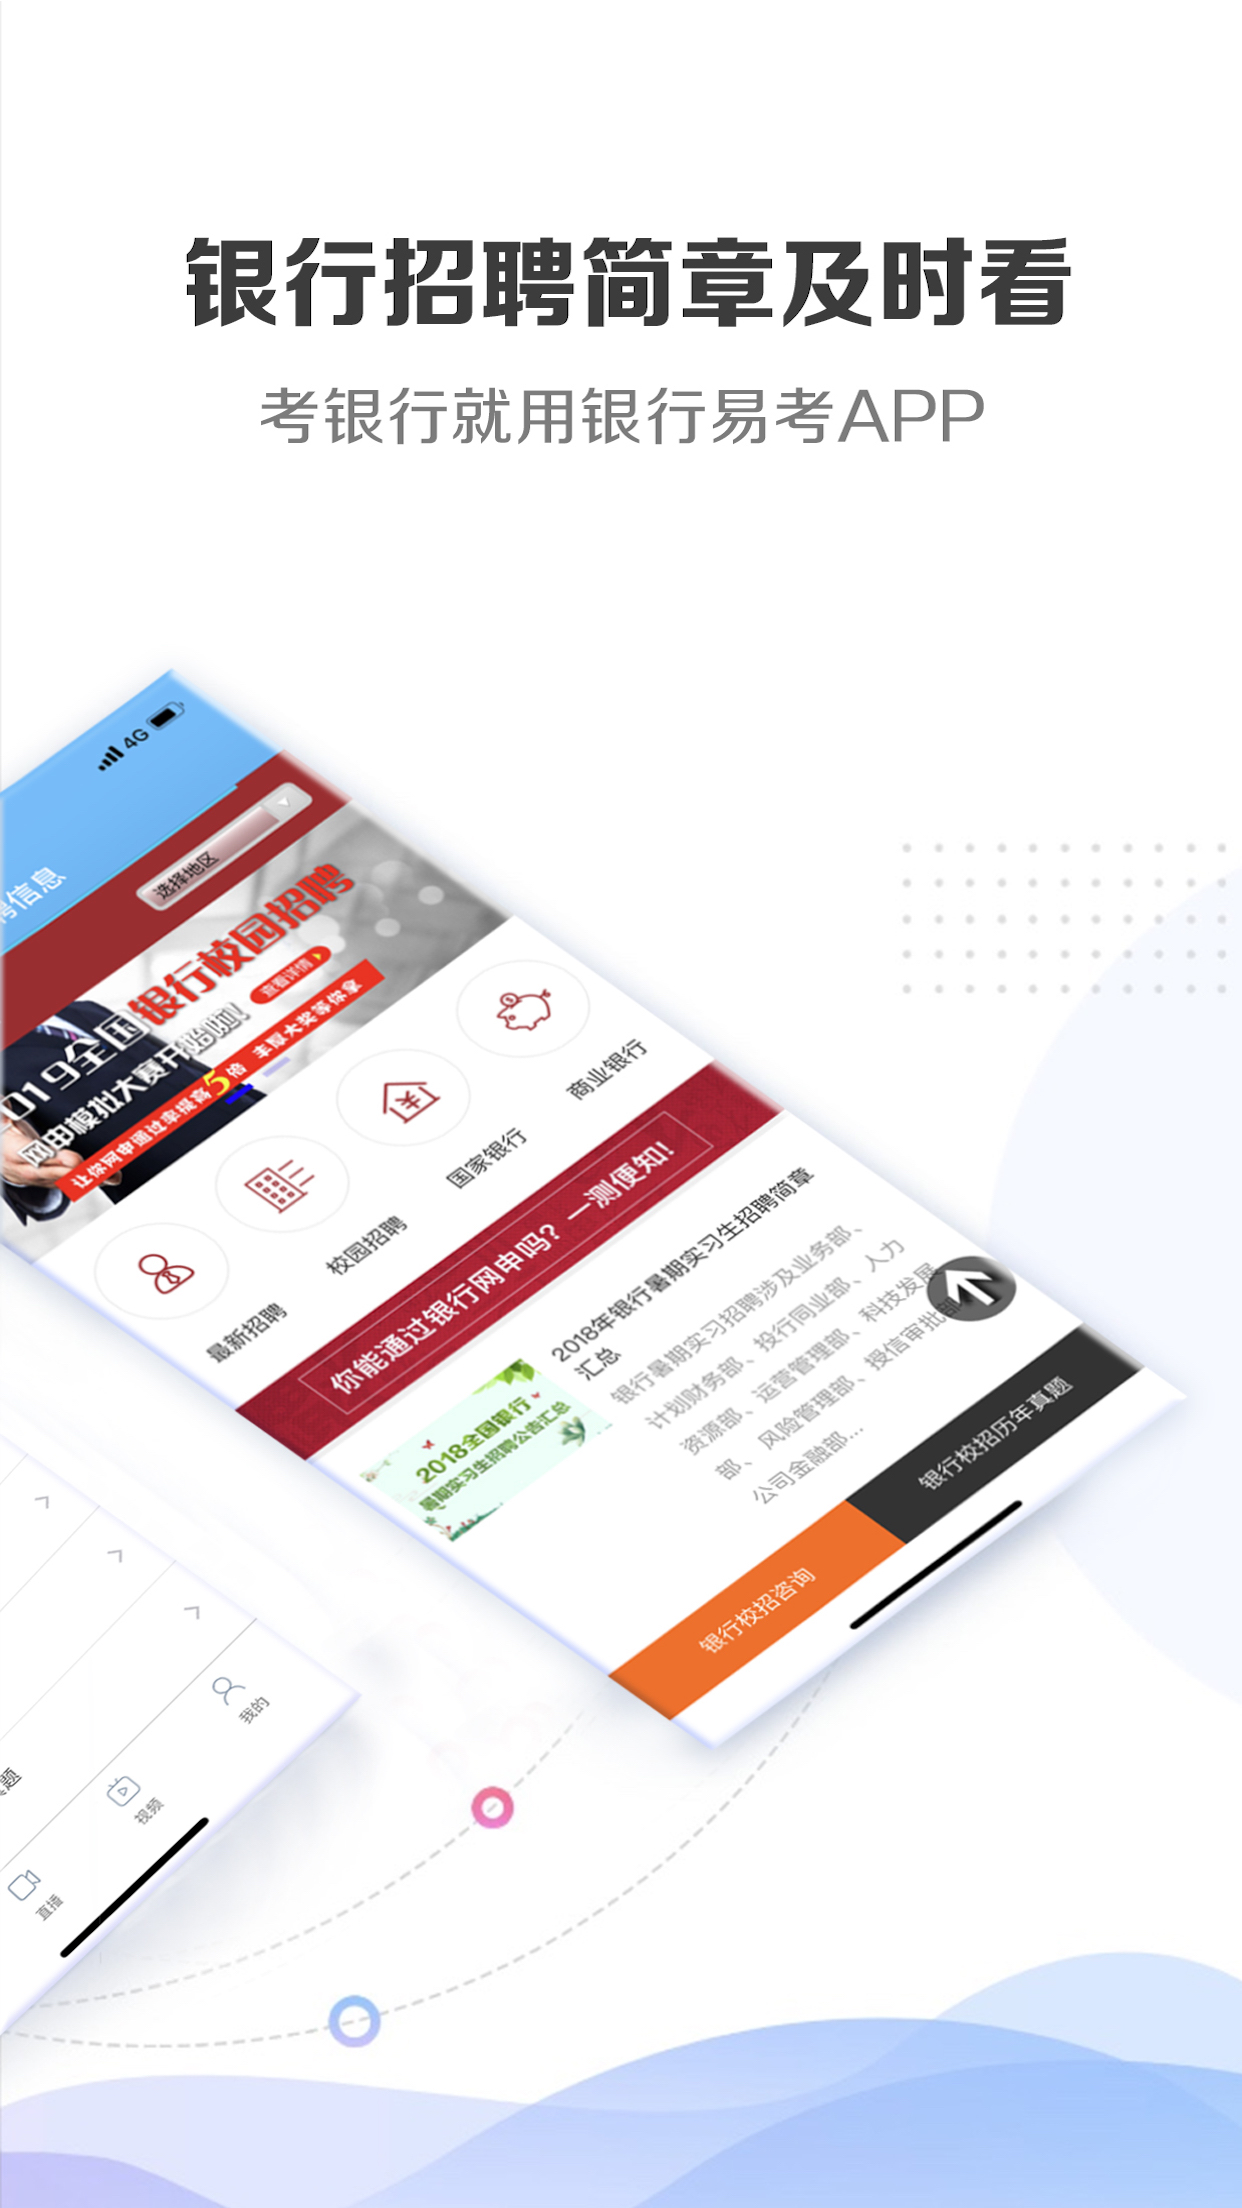 银行招聘简章及时看
考银行就用银行易考APP
4G
聘信息
选择地区
2019全国银行校园招聘
网申模拟大赛开始啦！
查看详情
让你网申通过率提高5倍 丰厚大奖等你拿
最新招聘
校园招聘
国家银行
商业银行
你能通过银行网申吗？一测便知!
2018年银行暑期实习生招聘简章
汇总
银行暑期实习招聘涉及业务部、
计划财务部、投行同业部、人力
资源部、运营管理部、科技发展
部、风险管理部、授信审批部、
公司金融部...
2018全国银行
暑期实习生招聘公告汇总
银行校招咨询
银行校招历年真题
题
直播
视频
我的